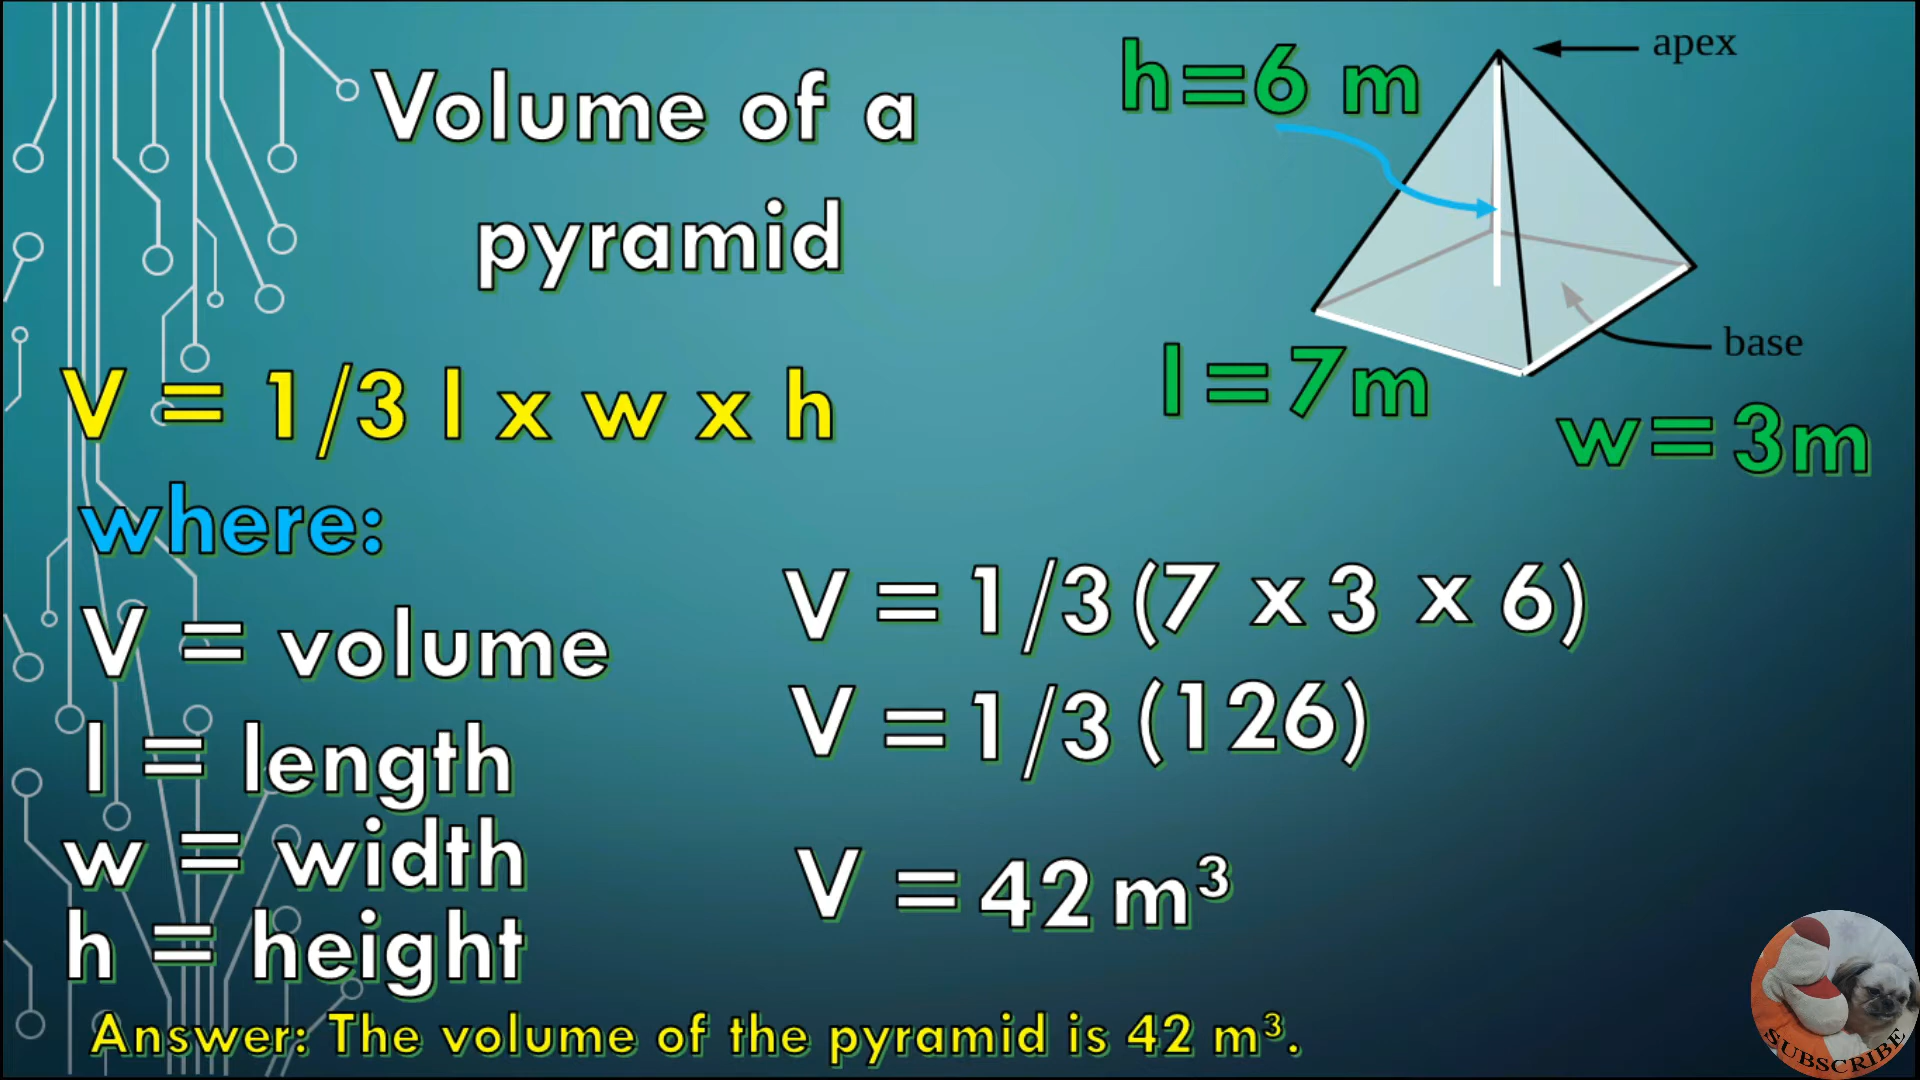 Volume of a
pyramid
h=6 m
apex
base
l=7m
w=3m
V = 1/3 l x w x h
where:
V = volume
l = length
w = width
h = height
V = 1/3 (7 x 3 x 6)
V = 1/3 (126)
V = 42 m³
Answer: The volume of the pyramid is 42 m³.
SUBSCRIBE